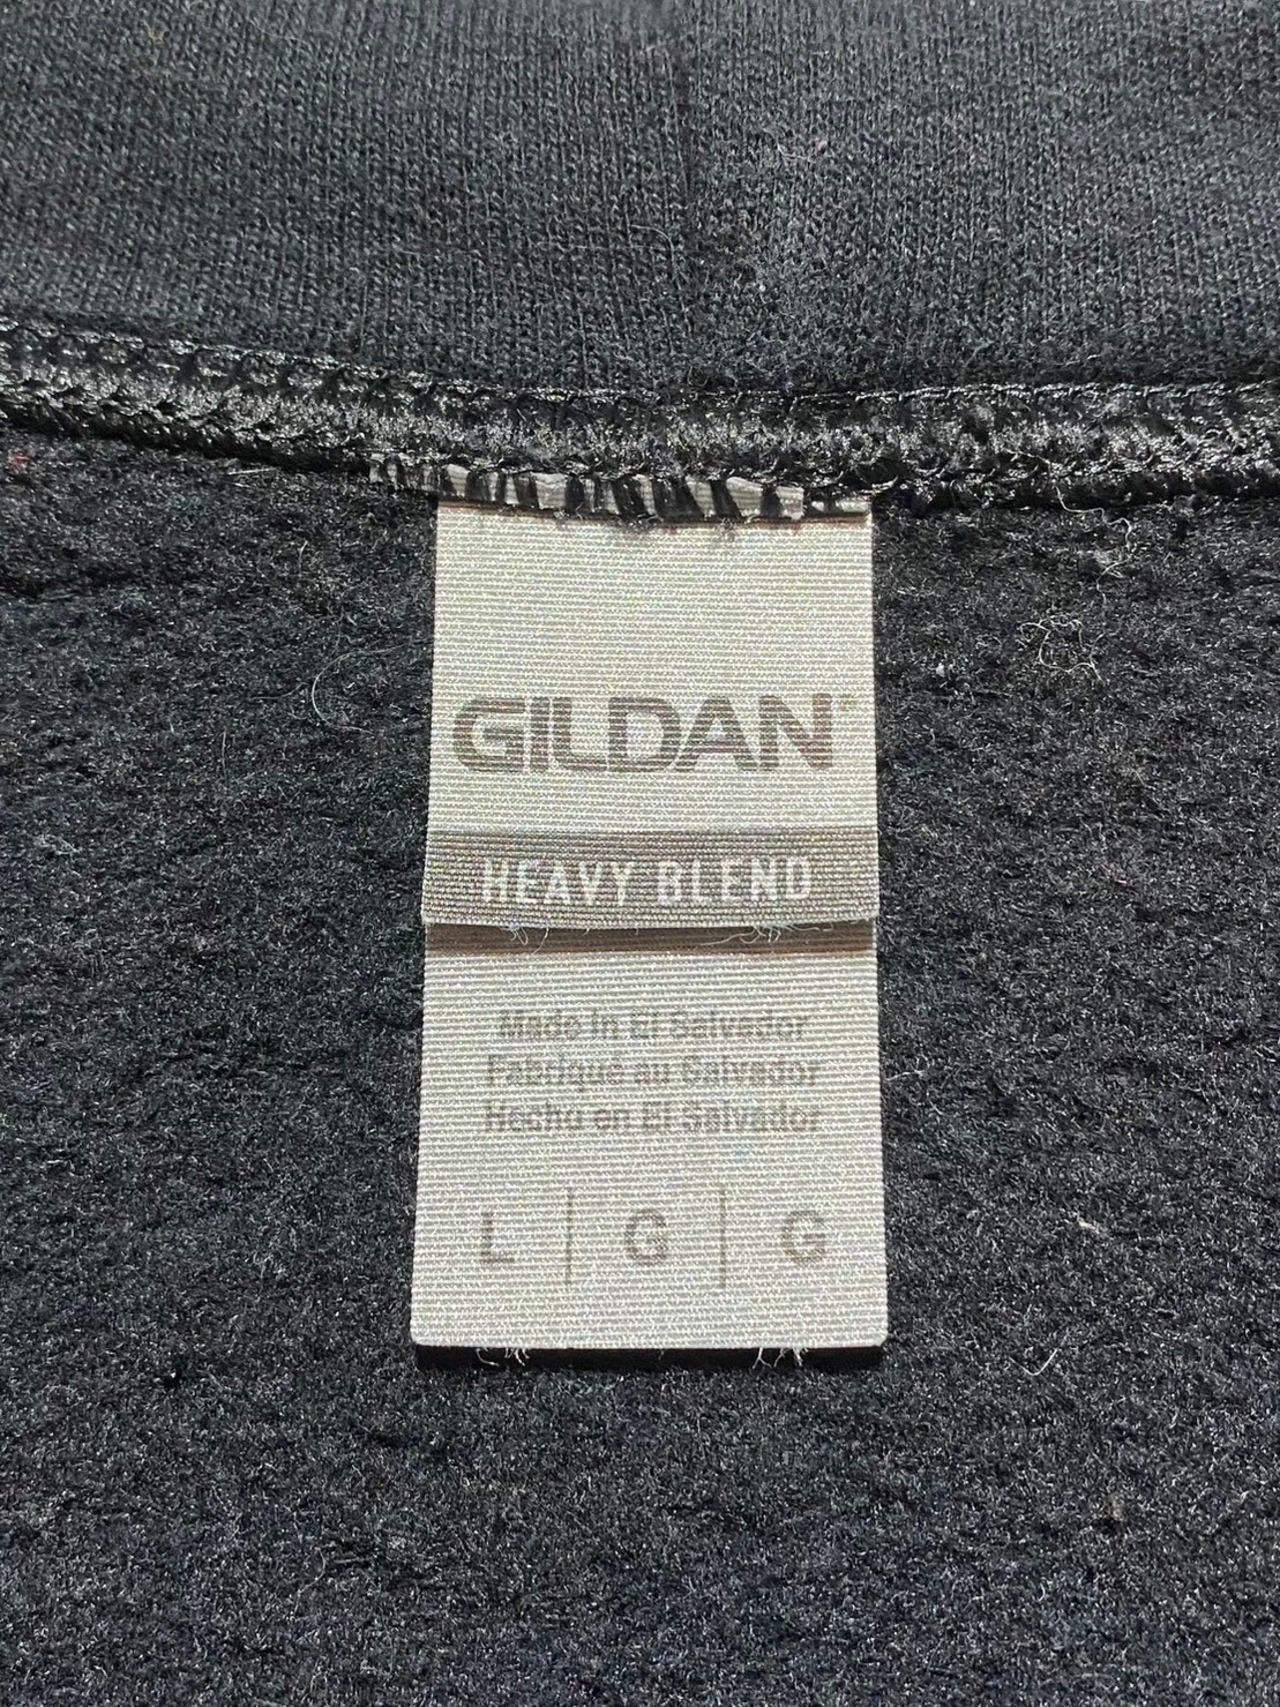 GILDAN
HEAVY BLEND
Made in El Salvador
Fabriqué au Salvador
Hecho en El Salvador
L | G | G